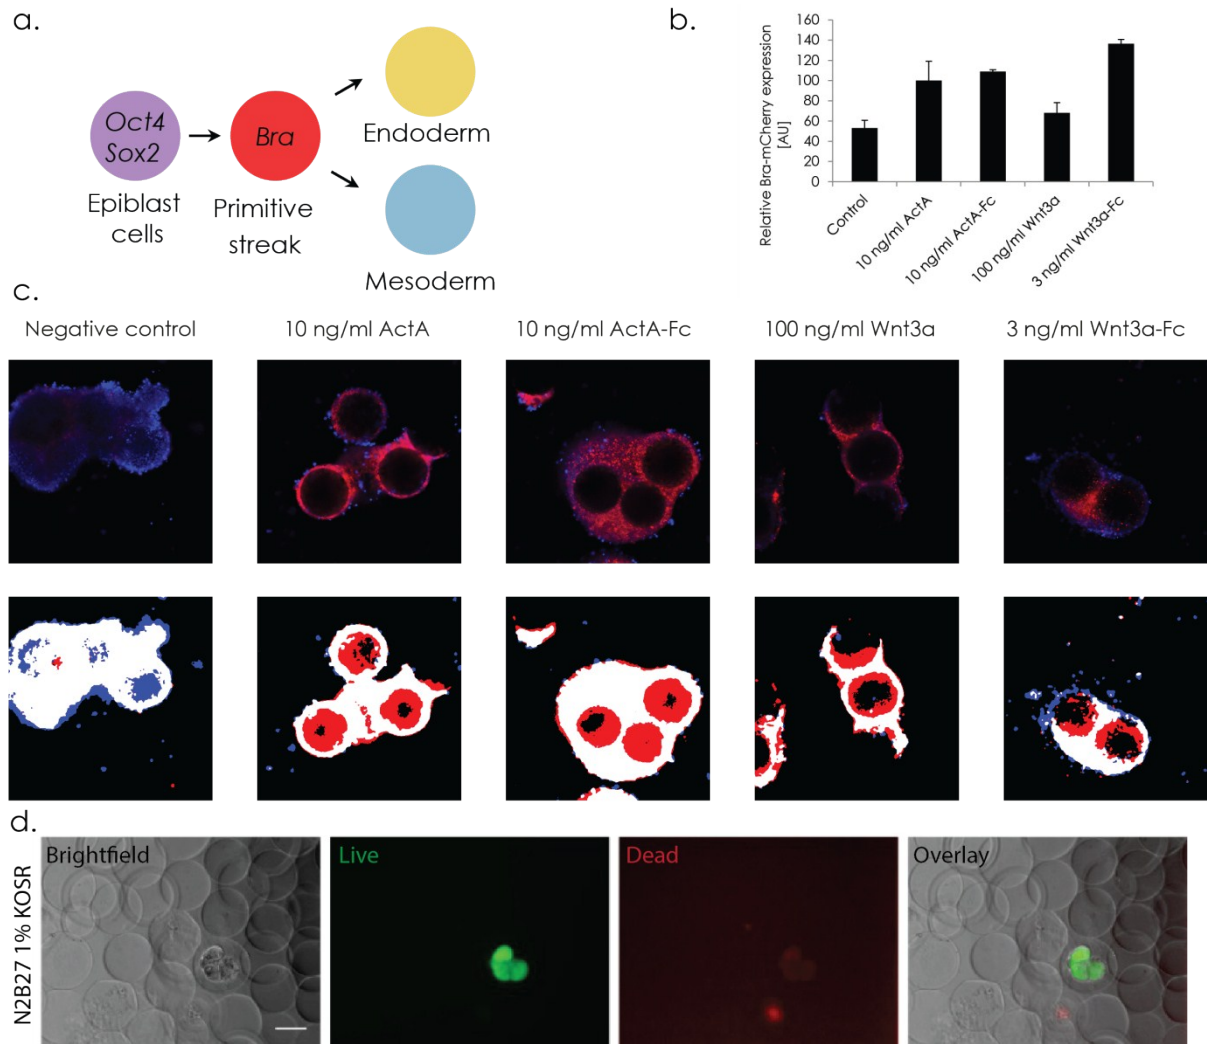 a.
Oct4
Sox2
Epiblast
cells
Bra
Primitive
streak
Endoderm
Mesoderm
b.
Relative Bra-mCherry expression
[AU]
160
140
120
100
80
60
40
20
0
Control
10 ng/ml ActA
10 ng/ml ActA-Fc
100 ng/ml Wnt3a
3 ng/ml Wnt3a-Fc
c.
Negative control
10 ng/ml ActA
10 ng/ml ActA-Fc
100 ng/ml Wnt3a
3 ng/ml Wnt3a-Fc
d.
N2B27 1% KOSR
Brightfield
Live
Dead
Overlay